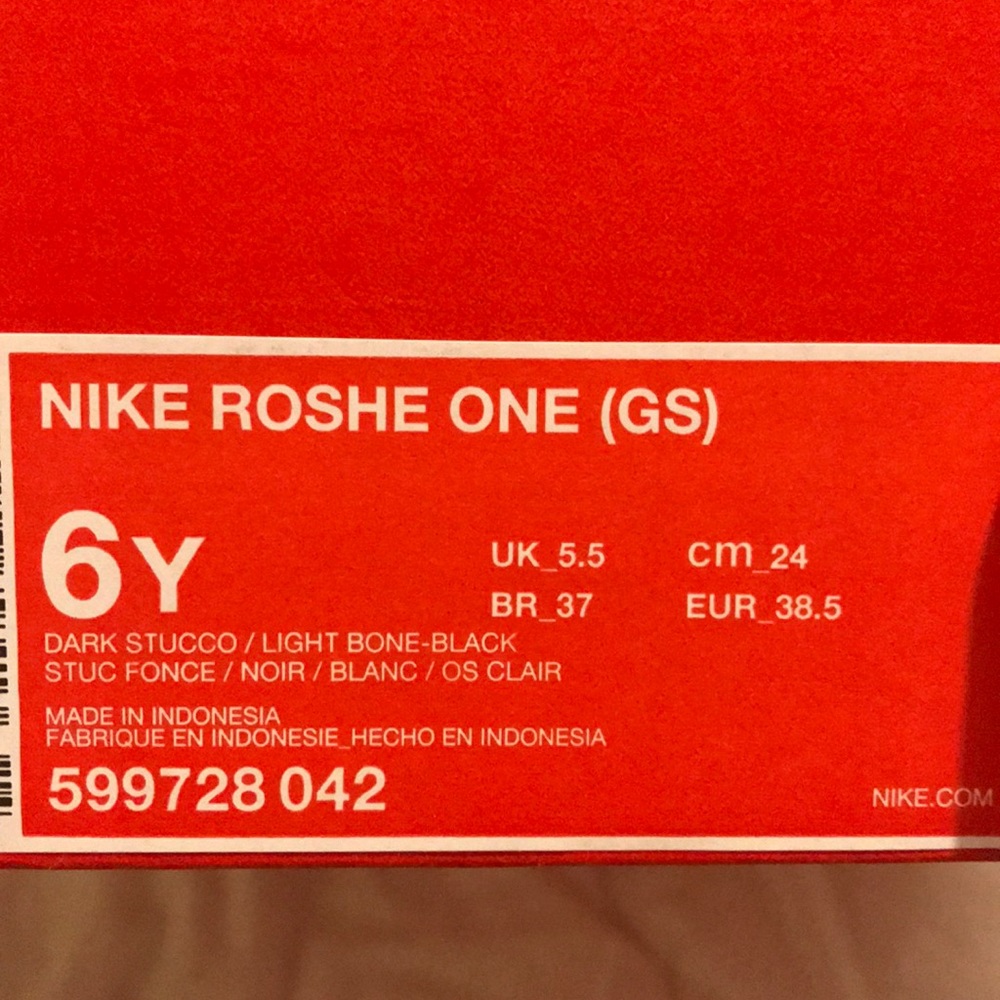 NIKE ROSHE ONE (GS)
6Y
UK_5.5 cm_24
BR_37 EUR_38.5
DARK STUCCO / LIGHT BONE-BLACK
STUC FONCE / NOIR / BLANC / OS CLAIR
MADE IN INDONESIA
FABRIQUE EN INDONESIE_HECHO EN INDONESIA
599728 042
NIKE.COM